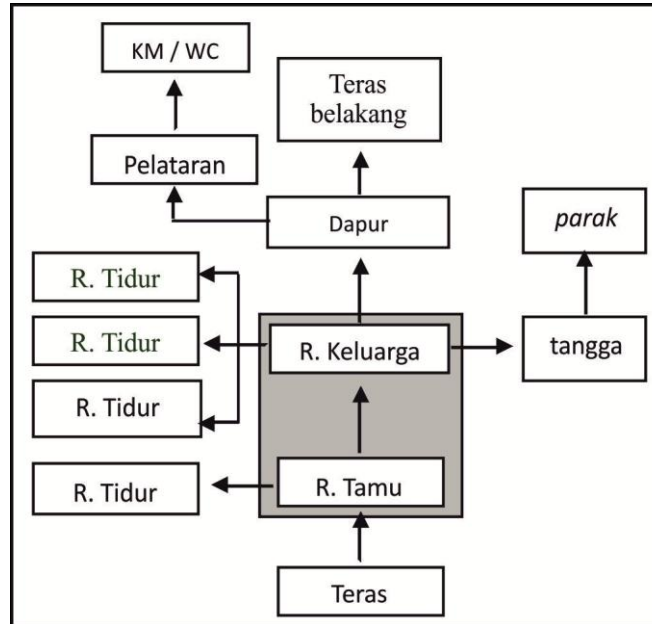 KM / WC
Teras
belakang
Pelataran
Dapur
parak
R. Tidur
R. Tidur
R. Keluarga
tangga
R. Tidur
R. Tidur
R. Tamu
Teras